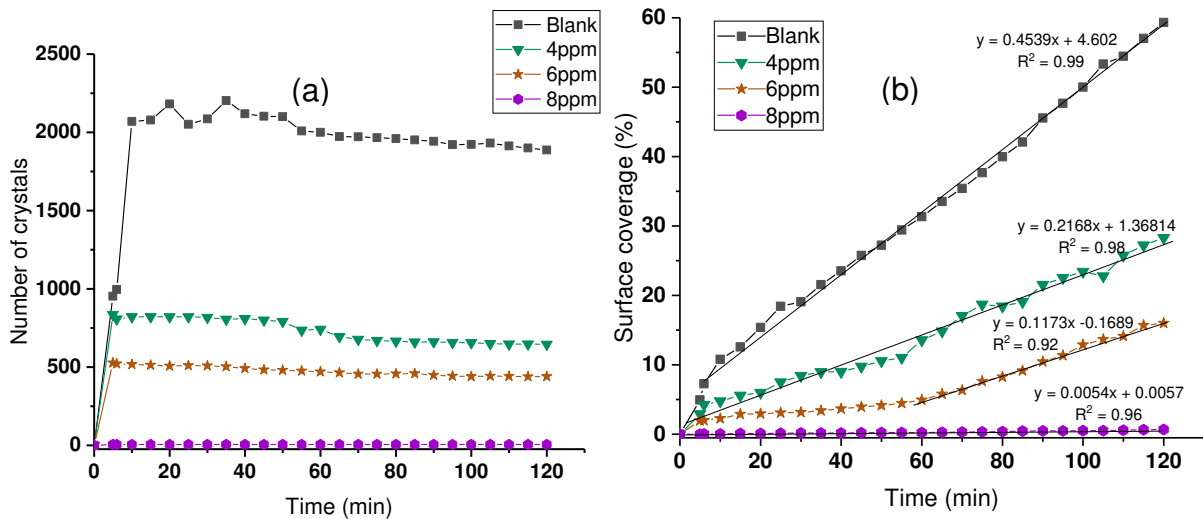 Blank
4ppm
6ppm
8ppm
(a)
Number of crystals
2500
2000
1500
1000
500
0
0 20 40 60 80 100 120
Time (min)
Blank
4ppm
6ppm
8ppm
(b)
Surface coverage (%)
60
50
40
30
20
10
0
y = 0.4539x + 4.602
R² = 0.99
y = 0.2168x + 1.36814
R² = 0.98
y = 0.1173x -0.1689
R² = 0.92
y = 0.0054x + 0.0057
R² = 0.96
0 20 40 60 80 100 120
Time (min)